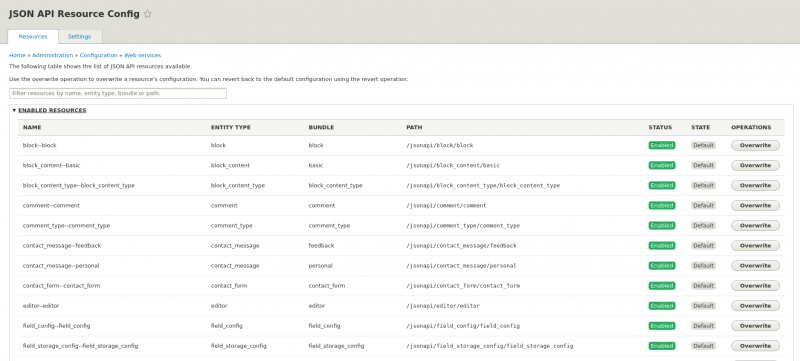 JSON API Resource Config ☆
Resources Settings
Home » Administration » Configuration » Web services
The following table shows the list of JSON API resources available.
Use the overwrite operation to overwrite a resource's configuration. You can revert back to the default configuration using the revert operation.
Filter resources by name, entity type, bundle or path.
▼ ENABLED RESOURCES
NAME ENTITY TYPE BUNDLE PATH STATUS STATE OPERATIONS
block--block block block /jsonapi/block/block Enabled Default Overwrite
block_content--basic block_content basic /jsonapi/block_content/basic Enabled Default Overwrite
block_content_type--block_content_type block_content_type block_content_type /jsonapi/block_content_type/block_content_type Enabled Default Overwrite
comment--comment comment comment /jsonapi/comment/comment Enabled Default Overwrite
comment_type--comment_type comment_type comment_type /jsonapi/comment_type/comment_type Enabled Default Overwrite
contact_message--feedback contact_message feedback /jsonapi/contact_message/feedback Enabled Default Overwrite
contact_message--personal contact_message personal /jsonapi/contact_message/personal Enabled Default Overwrite
contact_form--contact_form contact_form contact_form /jsonapi/contact_form/contact_form Enabled Default Overwrite
editor--editor editor editor /jsonapi/editor/editor Enabled Default Overwrite
field_config--field_config field_config field_config /jsonapi/field_config/field_config Enabled Default Overwrite
field_storage_config--field_storage_config field_storage_config field_storage_config /jsonapi/field_storage_config/field_storage_config Enabled Default Overwrite